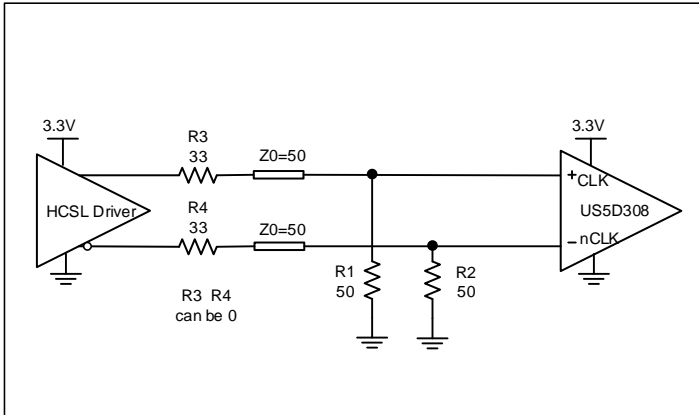 3.3V
R3
33
Z0=50
3.3V
HCSL Driver
+CLK
US5D308
R4
33
Z0=50
−nCLK
R1
50
R2
50
R3 R4
can be 0